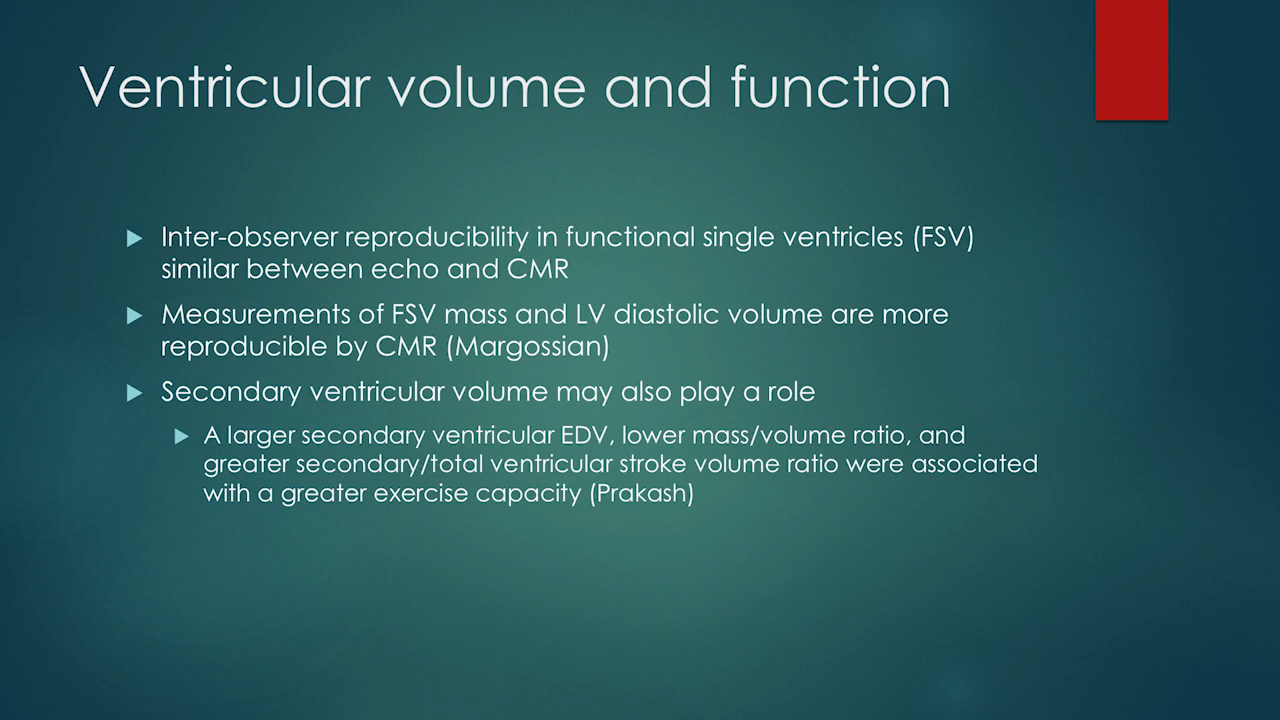 Ventricular volume and function
Inter-observer reproducibility in functional single ventricles (FSV)
similar between echo and CMR
Measurements of FSV mass and LV diastolic volume are more
reproducible by CMR (Margossian)
Secondary ventricular volume may also play a role
A larger secondary ventricular EDV, lower mass/volume ratio, and
greater secondary/total ventricular stroke volume ratio were associated
with a greater exercise capacity (Prakash)